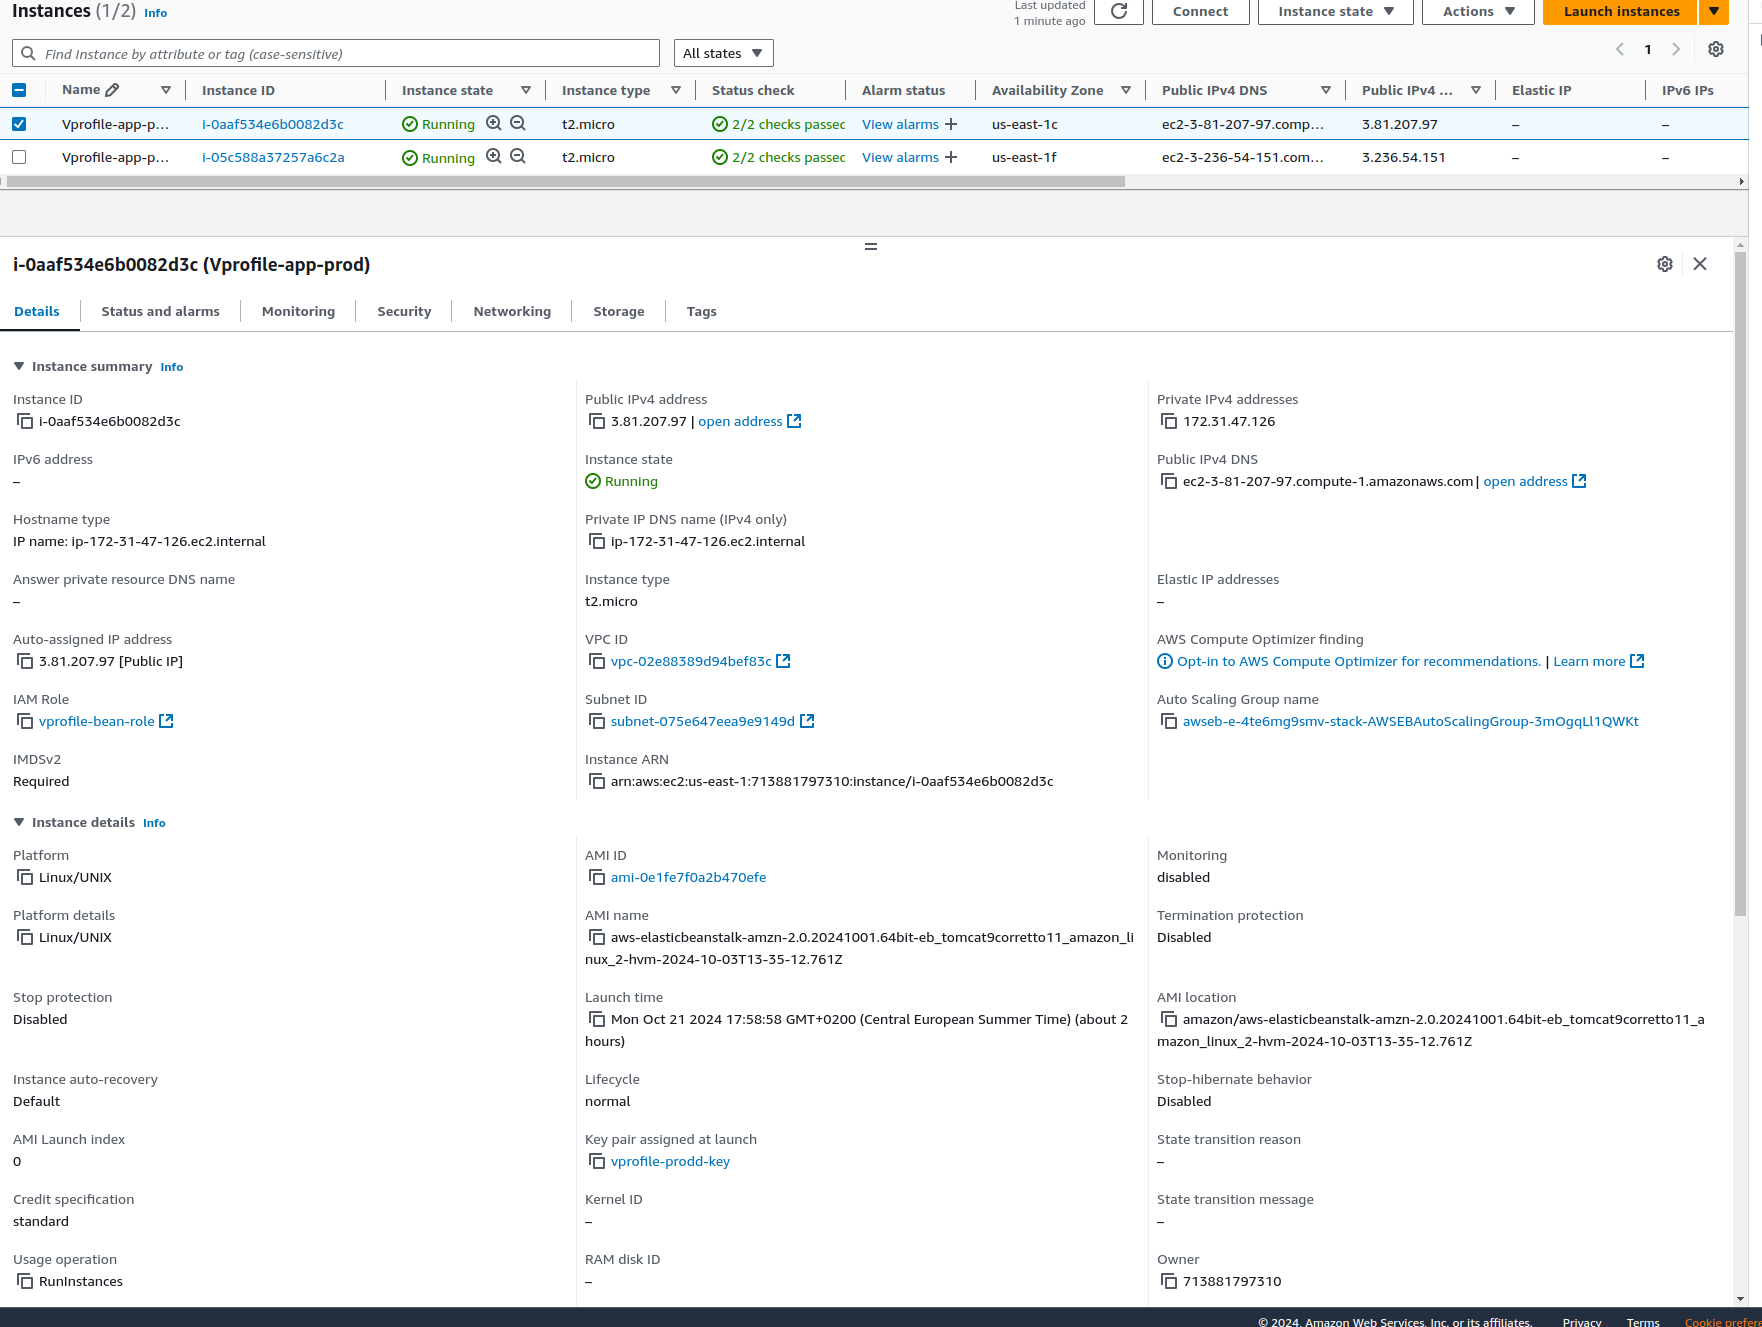 Instances (1/2) Info
Last updated
1 minute ago
Connect
Instance state
Actions
Launch instances
Find Instance by attribute or tag (case-sensitive)
All states
1
Name Instance ID Instance state Instance type Status check Alarm status Availability Zone Public IPv4 DNS Public IPv4 ... Elastic IP IPv6 IPs
Vprofile-app-p... i-0aaf534e6b0082d3c Running t2.micro 2/2 checks passec View alarms us-east-1c ec2-3-81-207-97.comp... 3.81.207.97 – –
Vprofile-app-p... i-05c588a37257a6c2a Running t2.micro 2/2 checks passec View alarms us-east-1f ec2-3-236-54-151.com... 3.236.54.151 – –
i-0aaf534e6b0082d3c (Vprofile-app-prod)
Details Status and alarms Monitoring Security Networking Storage Tags
Instance summary Info
Instance ID
i-0aaf534e6b0082d3c
Public IPv4 address
3.81.207.97 | open address
Private IPv4 addresses
172.31.47.126
IPv6 address
–
Instance state
Running
Public IPv4 DNS
ec2-3-81-207-97.compute-1.amazonaws.com | open address
Hostname type
IP name: ip-172-31-47-126.ec2.internal
Private IP DNS name (IPv4 only)
ip-172-31-47-126.ec2.internal
Answer private resource DNS name
–
Instance type
t2.micro
Elastic IP addresses
–
Auto-assigned IP address
3.81.207.97 [Public IP]
VPC ID
vpc-02e88389d94bef83c
AWS Compute Optimizer finding
Opt-in to AWS Compute Optimizer for recommendations. | Learn more
IAM Role
vprofile-bean-role
Subnet ID
subnet-075e647eea9e9149d
Auto Scaling Group name
awseb-e-4te6mg9smv-stack-AWSEBAutoScalingGroup-3mOgqLl1QWKt
IMDSv2
Required
Instance ARN
arn:aws:ec2:us-east-1:713881797310:instance/i-0aaf534e6b0082d3c
Instance details Info
Platform
Linux/UNIX
AMI ID
ami-0e1fe7f0a2b470efe
Monitoring
disabled
Platform details
Linux/UNIX
AMI name
aws-elasticbeanstalk-amzn-2.0.20241001.64bit-eb_tomcat9corretto11_amazon_li
nux_2-hvm-2024-10-03T13-35-12.761Z
Termination protection
Disabled
Stop protection
Disabled
Launch time
Mon Oct 21 2024 17:58:58 GMT+0200 (Central European Summer Time) (about 2
hours)
AMI location
amazon/aws-elasticbeanstalk-amzn-2.0.20241001.64bit-eb_tomcat9corretto11_a
mazon_linux_2-hvm-2024-10-03T13-35-12.761Z
Instance auto-recovery
Default
Lifecycle
normal
Stop-hibernate behavior
Disabled
AMI Launch index
0
Key pair assigned at launch
vprofile-prodd-key
State transition reason
–
Credit specification
standard
Kernel ID
–
State transition message
–
Usage operation
RunInstances
RAM disk ID
–
Owner
713881797310
© 2024, Amazon Web Services, Inc. or its affiliates. Privacy Terms Cookie prefer